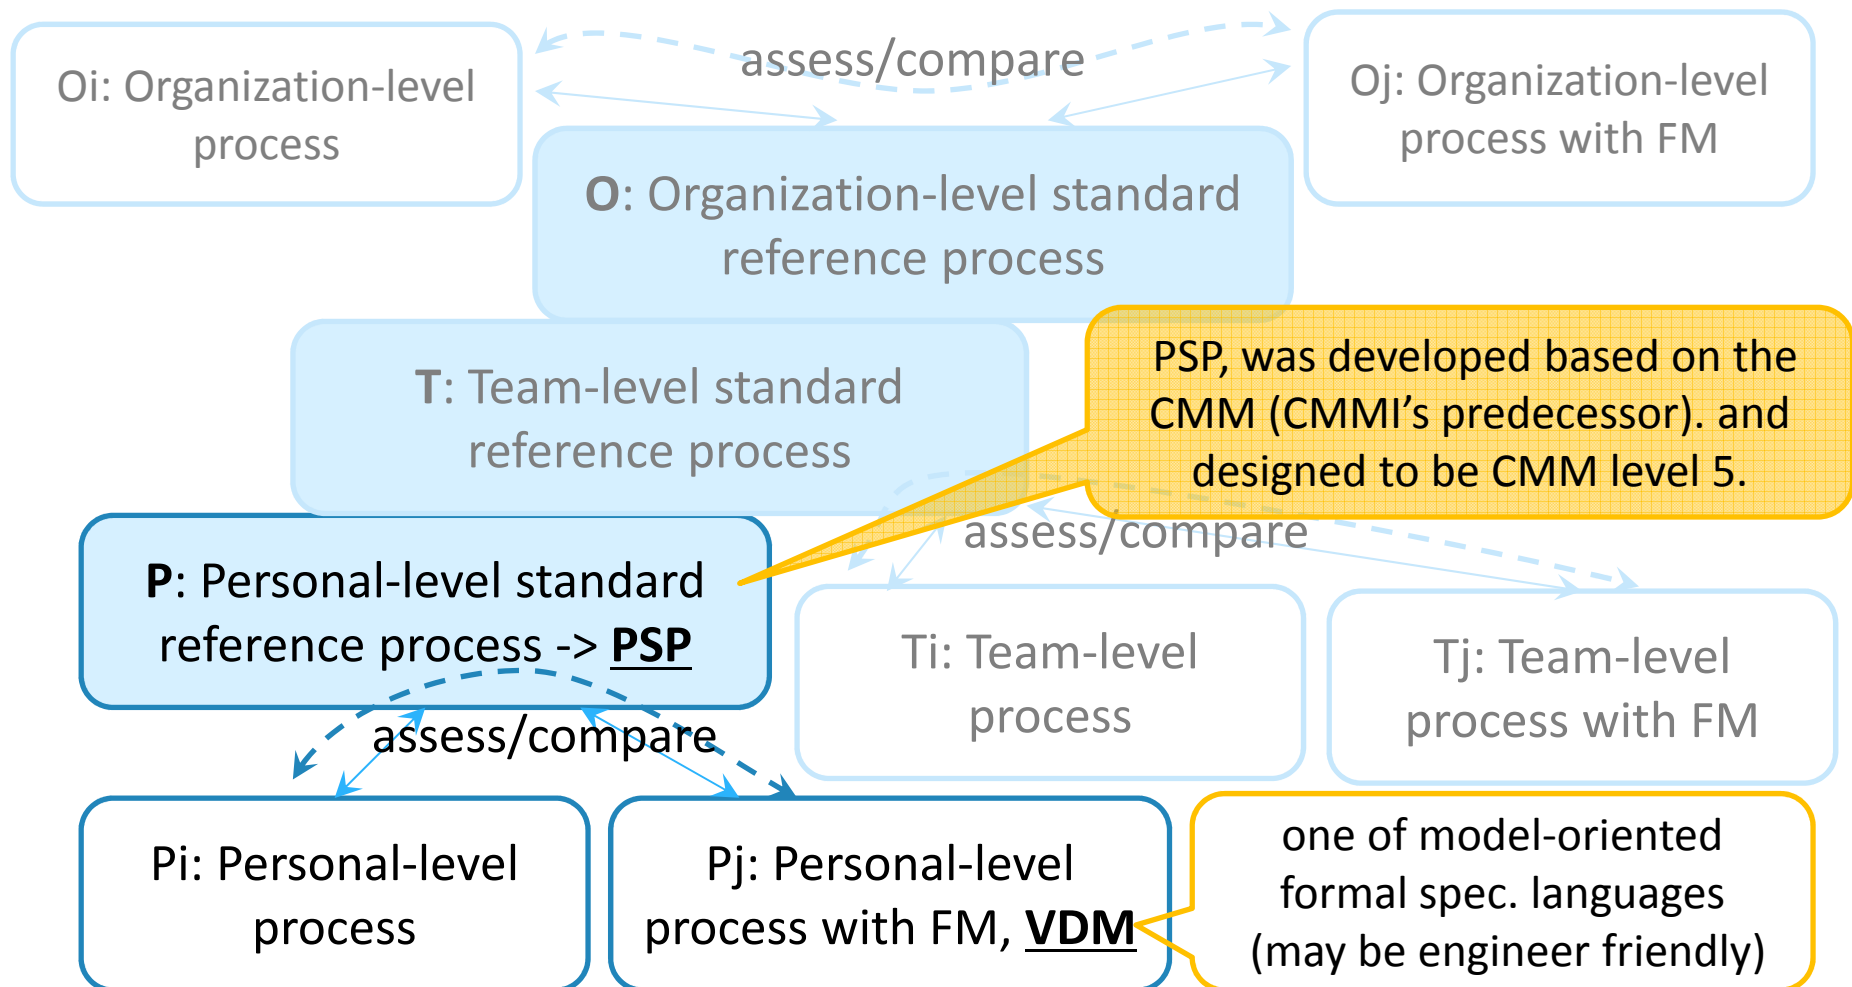 assess/compare
Oi: Organization-level
process
Oj: Organization-level
process with FM
O: Organization-level standard
reference process
T: Team-level standard
reference process
PSP, was developed based on the
CMM (CMMI’s predecessor). and
designed to be CMM level 5.
assess/compare
P: Personal-level standard
reference process -> PSP
Ti: Team-level
process
Tj: Team-level
process with FM
assess/compare
Pi: Personal-level
process
Pj: Personal-level
process with FM, VDM
one of model-oriented
formal spec. languages
(may be engineer friendly)